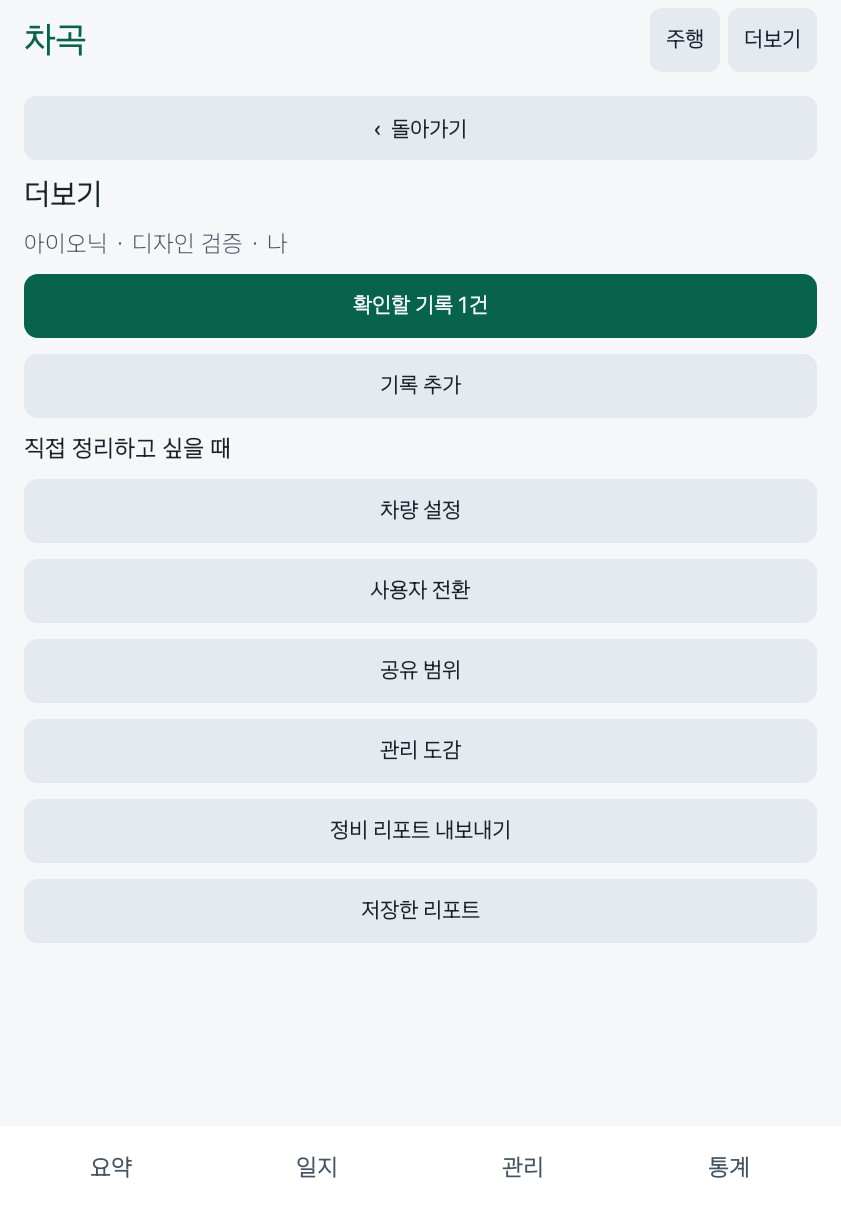 차곡
주행 더보기
‹ 돌아가기
더보기
아이오닉 · 디자인 검증 · 나
확인할 기록 1건
기록 추가
직접 정리하고 싶을 때
차량 설정
사용자 전환
공유 범위
관리 도감
정비 리포트 내보내기
저장한 리포트
요약 일지 관리 통계